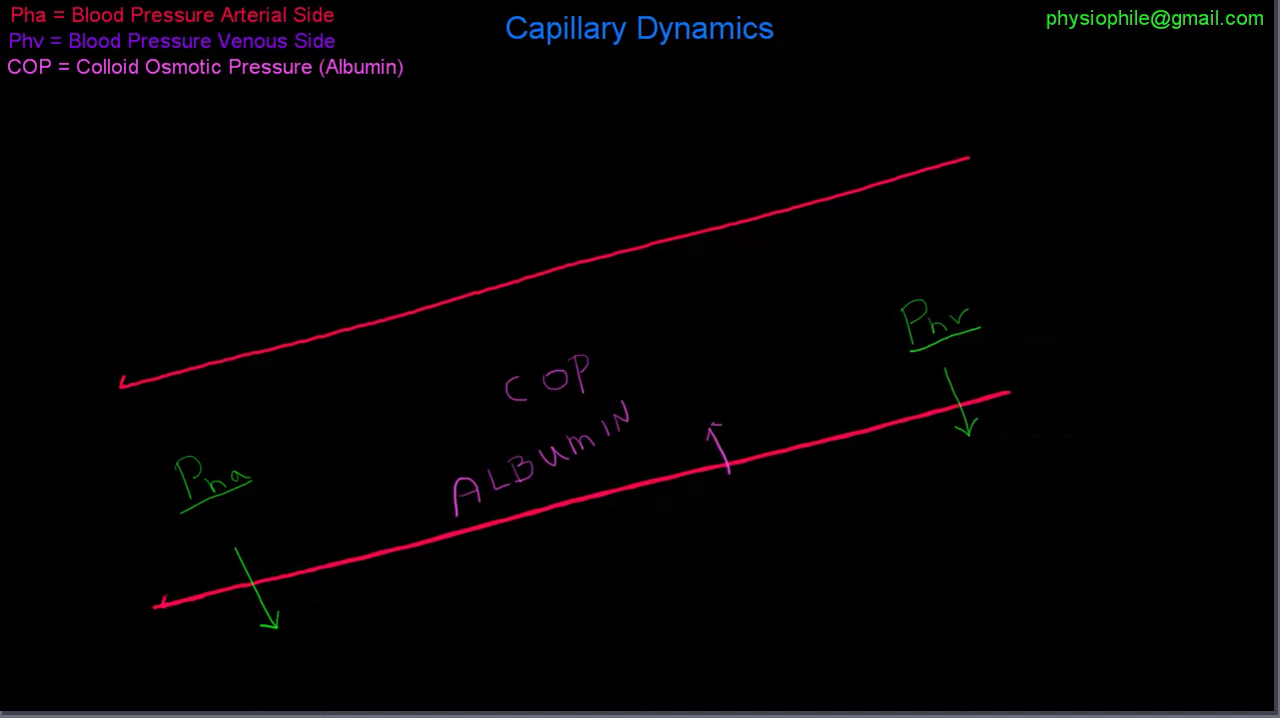 Pha = Blood Pressure Arterial Side
Phv = Blood Pressure Venous Side
COP = Colloid Osmotic Pressure (Albumin)
Capillary Dynamics
physiophile@gmail.com
Phv
COP
ALBUMIN
Pha